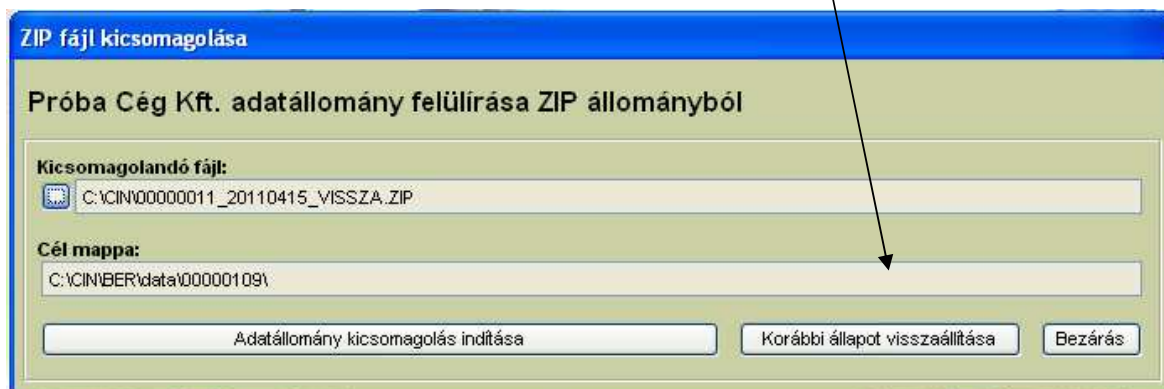 ZIP fájl kicsomagolása
Próba Cég Kft. adatállomány felülírása ZIP állományból
Kicsomagolandó fájl:
C:\CIN\00000011_20110415_VISSZA.ZIP
Cél mappa:
C:\CIN\BER\data\00000109\
Adatállomány kicsomagolás indítása Korábbi állapot visszaállítása Bezárás